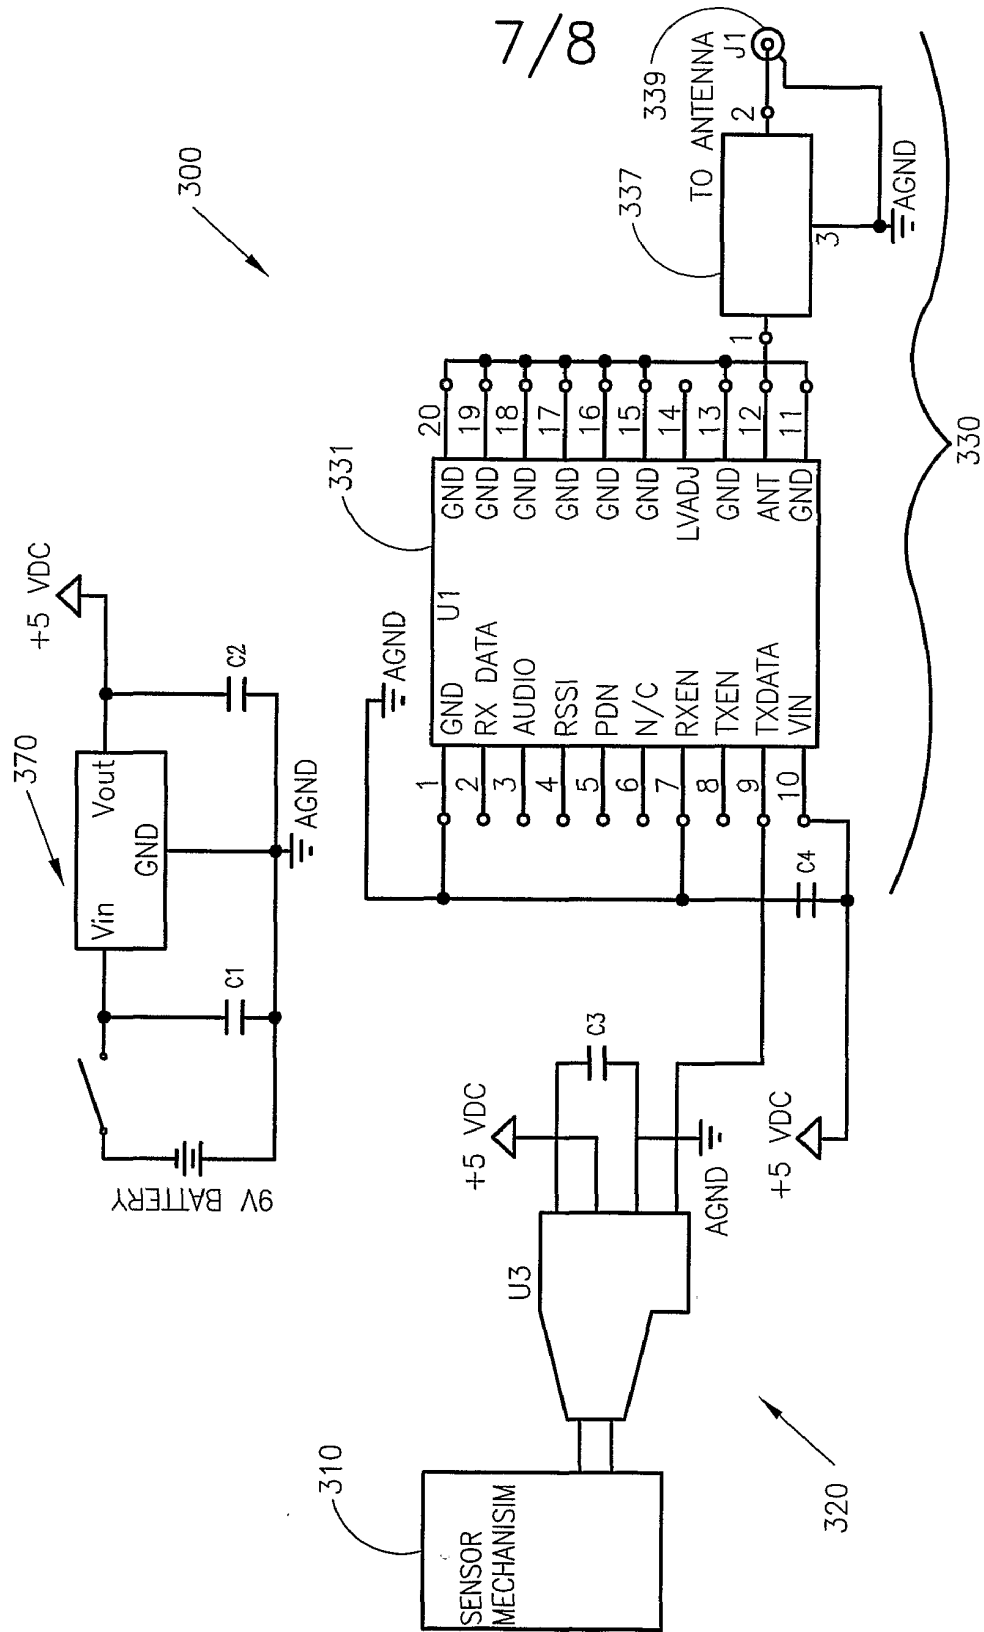 7/8
300
370
Vin
Vout
GND
+5 VDC
C1
C2
AGND
9V BATTERY
331
U1
AGND
1
GND
2
RX DATA
3
AUDIO
4
RSSI
5
PDN
6
N/C
7
RXEN
8
TXEN
9
TXDATA
10
VIN
GND
20
GND
19
GND
18
GND
17
GND
16
GND
15
LVADJ
14
GND
13
ANT
12
GND
11
1
337
2
3
TO ANTENNA
339
J1
AGND
330
C4
+5 VDC
C3
+5 VDC
AGND
U3
320
310
SENSOR
MECHANISIM